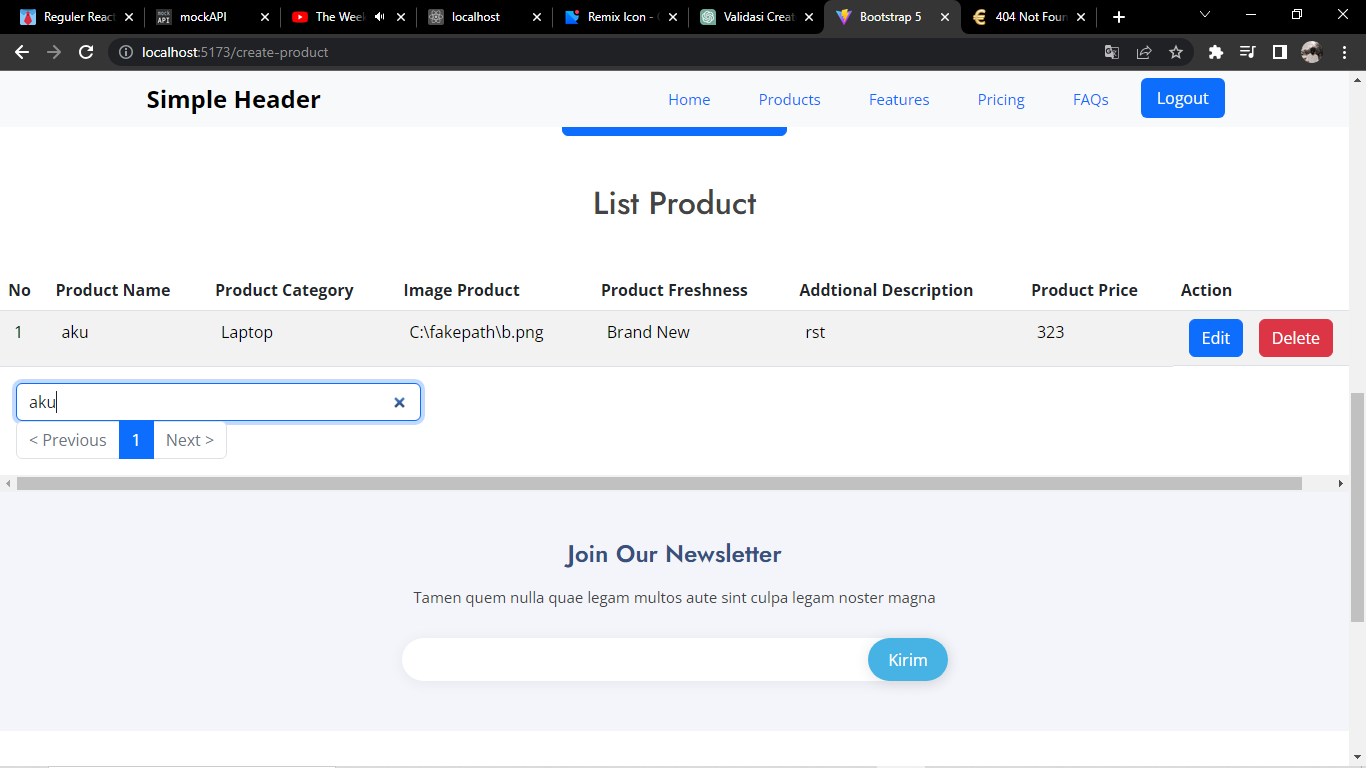 Reguler Reac
mockAPI
The Week
localhost
Remix Icon -
Validasi Creat
Bootstrap 5
404 Not Foun
localhost:5173/create-product
Simple Header
Home
Products
Features
Pricing
FAQs
Logout
List Product
No Product Name Product Category Image Product Product Freshness Addtional Description Product Price Action
1 aku Laptop C:\fakepath\b.png Brand New rst 323 Edit Delete
aku
< Previous 1 Next >
Join Our Newsletter
Tamen quem nulla quae legam multos aute sint culpa legam noster magna
Kirim